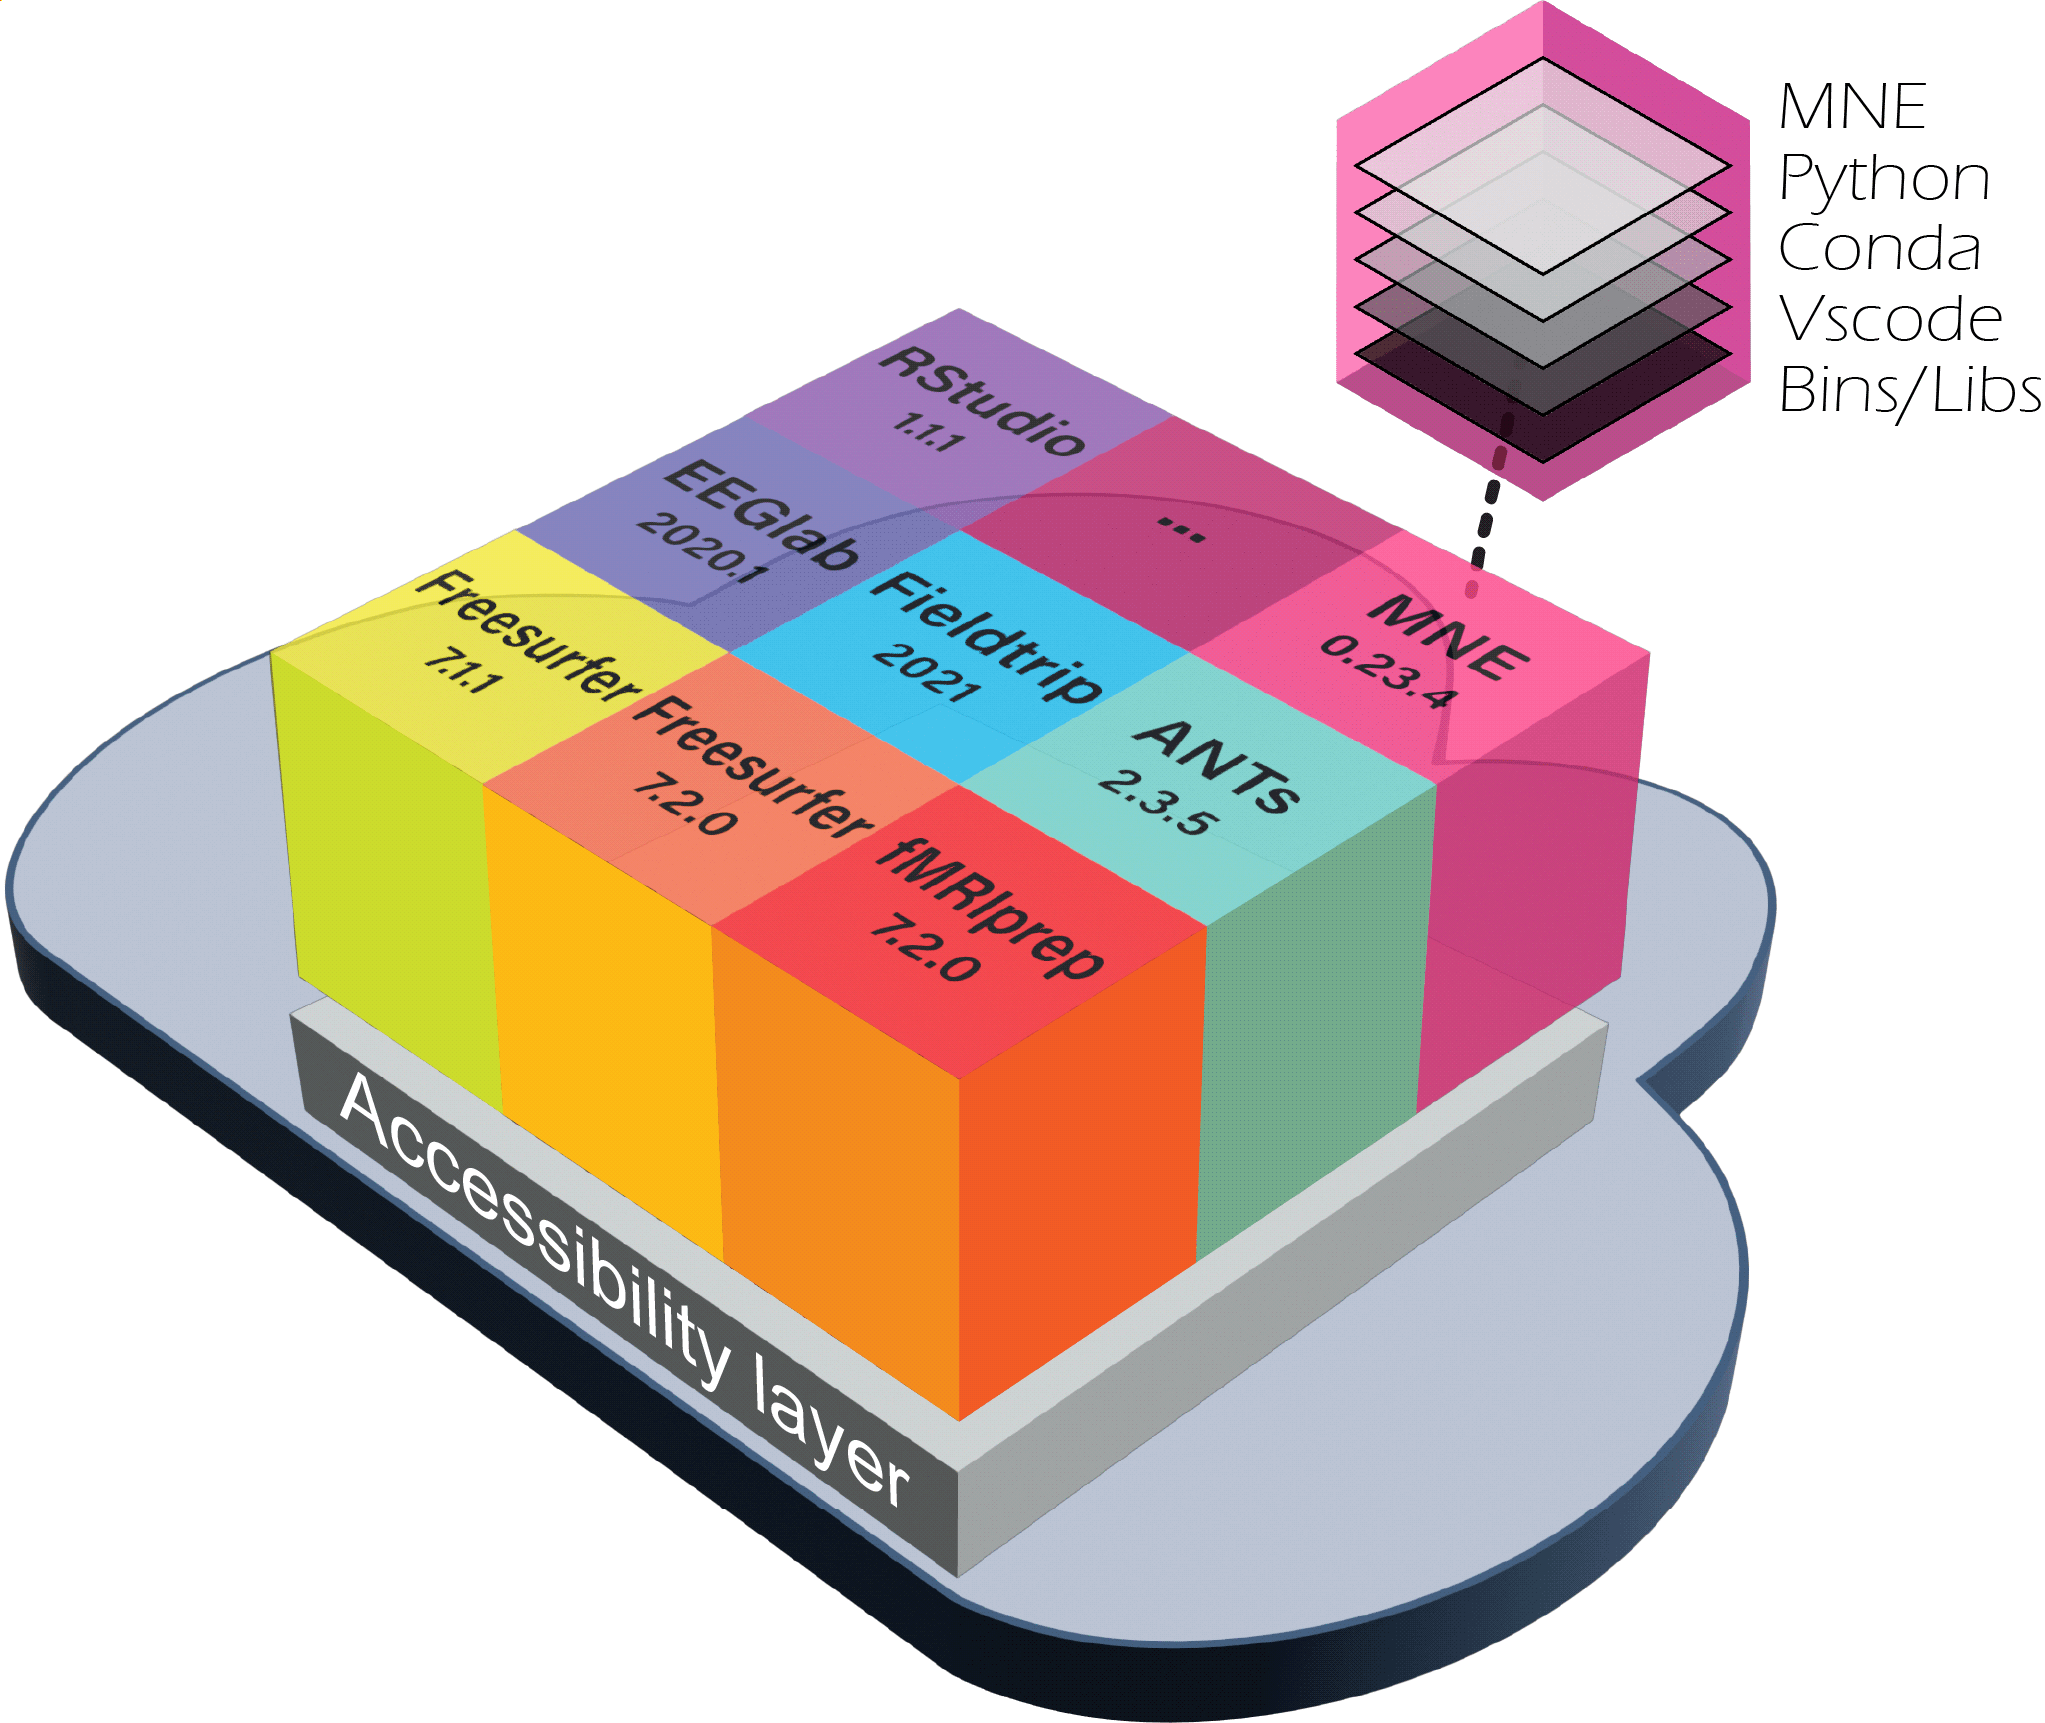 MNE
Python
Conda
Vscode
Bins/Libs
RStudio
1.1.1
EEGlab
2020.1
...
Freesurfer
7.1.1
Fieldtrip
2021
MNE
0.23.4
Freesurfer
7.2.0
ANTs
2.3.5
fMRIprep
7.2.0
Accessibility layer